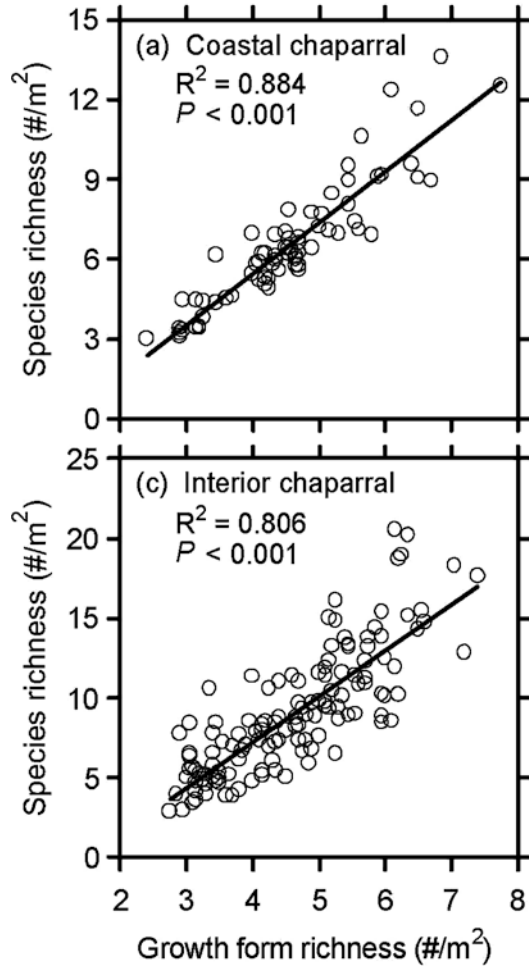 15
(a) Coastal chaparral
R² = 0.884
P < 0.001
12
9
6
3
0
Species richness (#/m²)
25
(c) Interior chaparral
R² = 0.806
P < 0.001
20
15
10
5
0
Species richness (#/m²)
2 3 4 5 6 7 8
Growth form richness (#/m²)